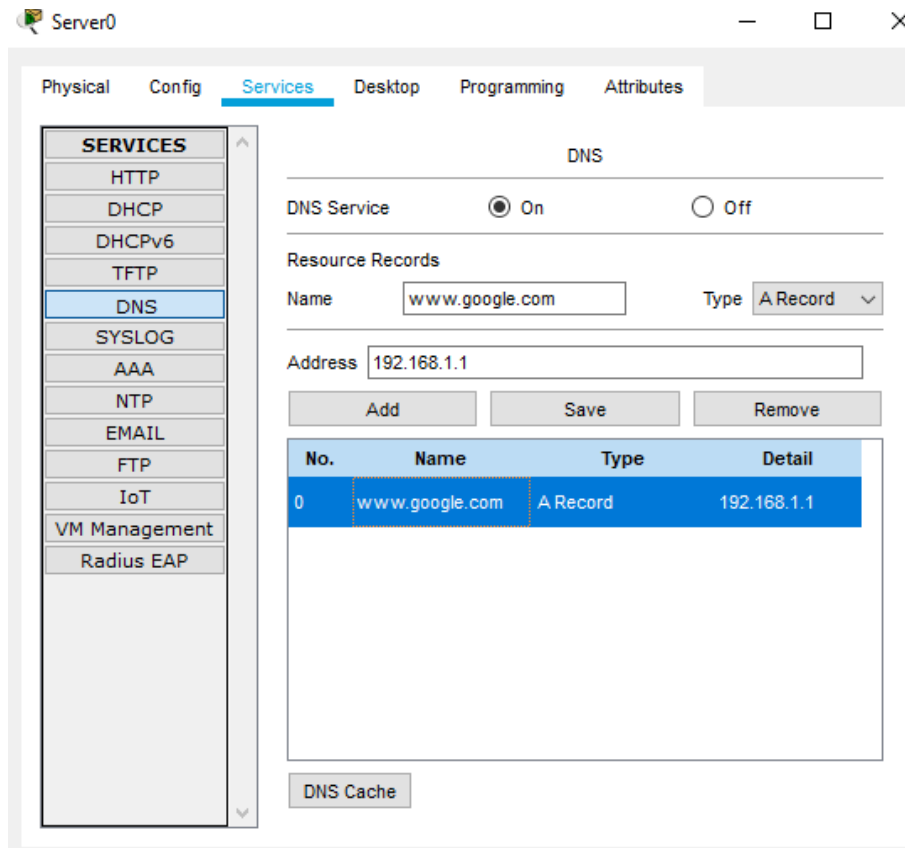 Server0
Physical Config Services Desktop Programming Attributes
SERVICES
HTTP
DHCP
DHCPv6
TFTP
DNS
SYSLOG
AAA
NTP
EMAIL
FTP
IoT
VM Management
Radius EAP
DNS
DNS Service On Off
Resource Records
Name www.google.com Type A Record
Address 192.168.1.1
Add Save Remove
No. Name Type Detail
0 www.google.com A Record 192.168.1.1
DNS Cache